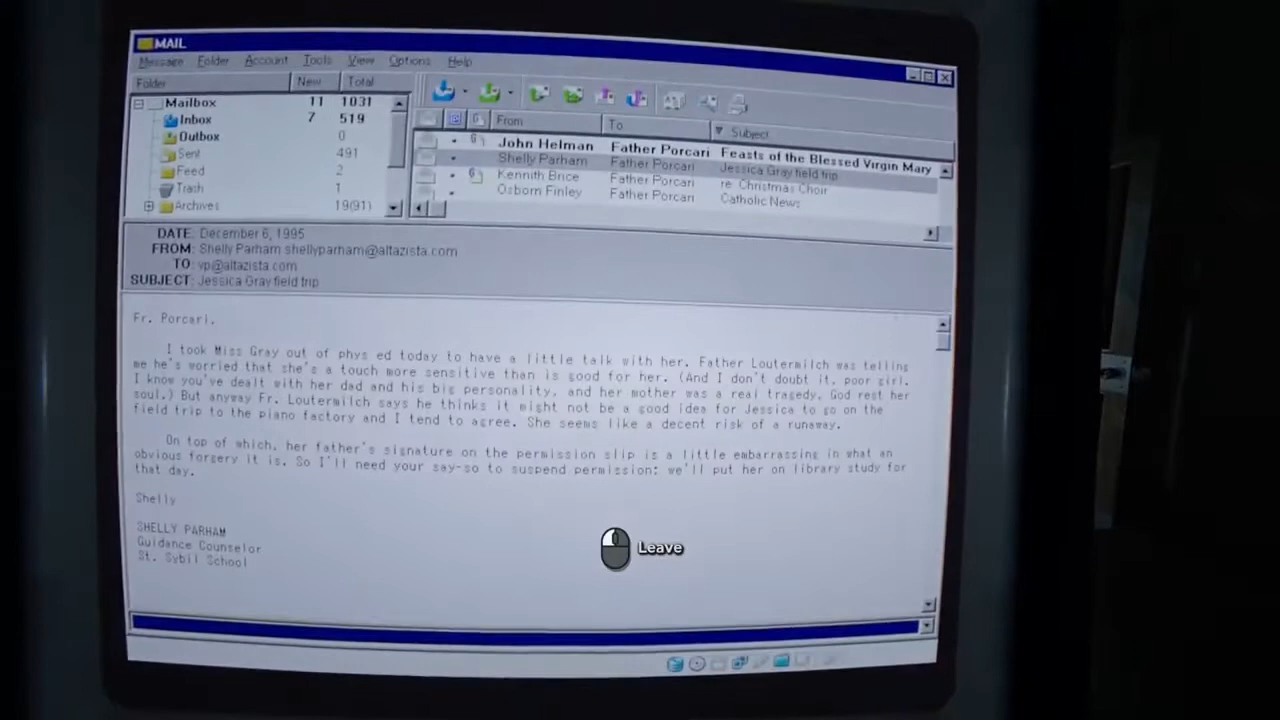 MAIL
Message Folder Account Tools View Options Help
Folder New Total
Mailbox 11 1031
Inbox 7 519
Outbox 0
Sent 491
Feed 2
Trash 1
Archives 19(91)
From To Subject
John Helman Father Porcari Feasts of the Blessed Virgin Mary
Shelly Parham Father Porcari Jessica Gray field trip
Kennith Brice Father Porcari re: Christmas Choir
Osborn Finley Father Porcari Catholic News
DATE: December 6, 1995
FROM: Shelly Parham shellyparham@altazista.com
TO: vp@altazista.com
SUBJECT: Jessica Gray field trip
Fr. Porcari,
I took Miss Gray out of phys ed today to have a little talk with her. Father Loutermilch was telling
me he's worried that she's a touch more sensitive than is good for her. (And I don't doubt it, poor girl.
I know you've dealt with her dad and his big personality, and her mother was a real tragedy, God rest her
soul.) But anyway Fr. Loutermilch says he thinks it might not be a good idea for Jessica to go on the
field trip to the piano factory and I tend to agree. She seems like a decent risk of a runaway.
On top of which, her father's signature on the permission slip is a little embarrassing in what an
obvious forgery it is. So I'll need your say-so to suspend permission; we'll put her on library study for
that day.
Shelly
SHELLY PARHAM
Guidance Counselor
St. Sybil School
Leave